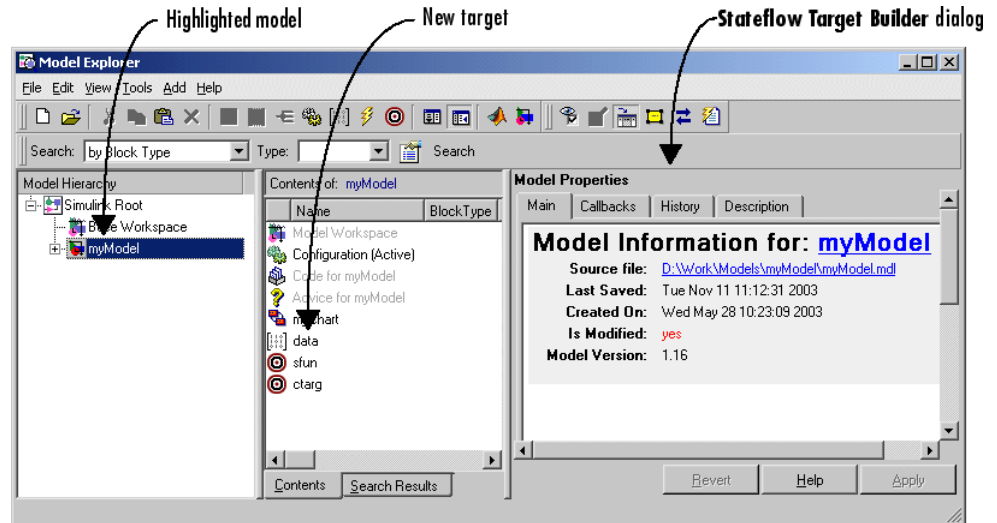 Highlighted model
New target
Stateflow Target Builder dialog
Model Explorer
File Edit View Tools Add Help
Search: by Block Type Type: Search
Model Hierarchy
Simulink Root
Base Workspace
myModel
Contents of: myModel
Name BlockType
Model Workspace
Configuration (Active)
Code for myModel
Advice for myModel
mychart
data
sfun
ctarg
Contents Search Results
Model Properties
Main Callbacks History Description
Model Information for: myModel
Source file: D:\Work\Models\myModel\myModel.mdl
Last Saved: Tue Nov 11 11:12:31 2003
Created On: Wed May 28 10:23:09 2003
Is Modified: yes
Model Version: 1.16
Revert Help Apply